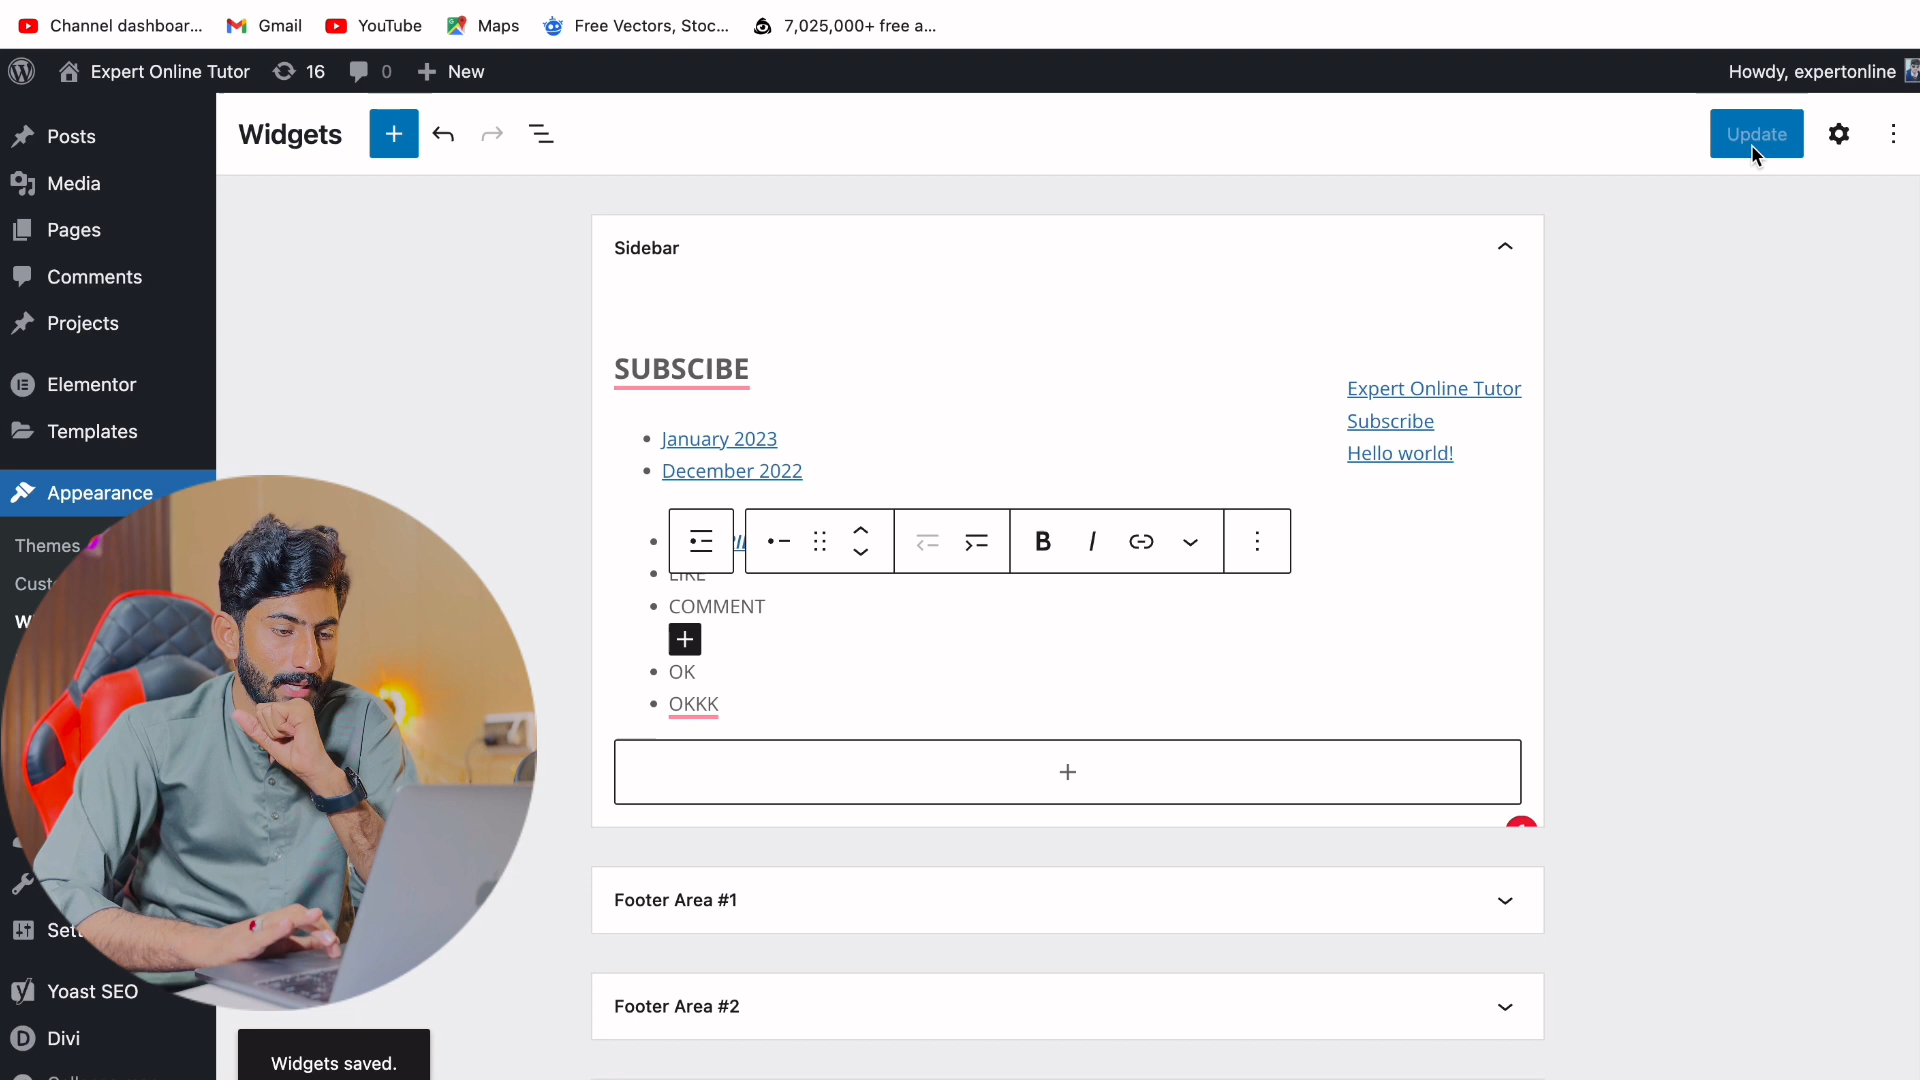 Channel dashboar... Gmail YouTube Maps Free Vectors, Stoc... 7,025,000+ free a...
Expert Online Tutor 16 0 New Howdy, expertonline
Posts
Media
Pages
Comments
Projects
Elementor
Templates
Appearance
Themes
Yoast SEO
Divi
Widgets Update
Sidebar
SUBSCIBE
January 2023
December 2022
Expert Online Tutor
Subscribe
Hello world!
LIKE
COMMENT
OK
OKKK
Footer Area #1
Footer Area #2
Widgets saved.